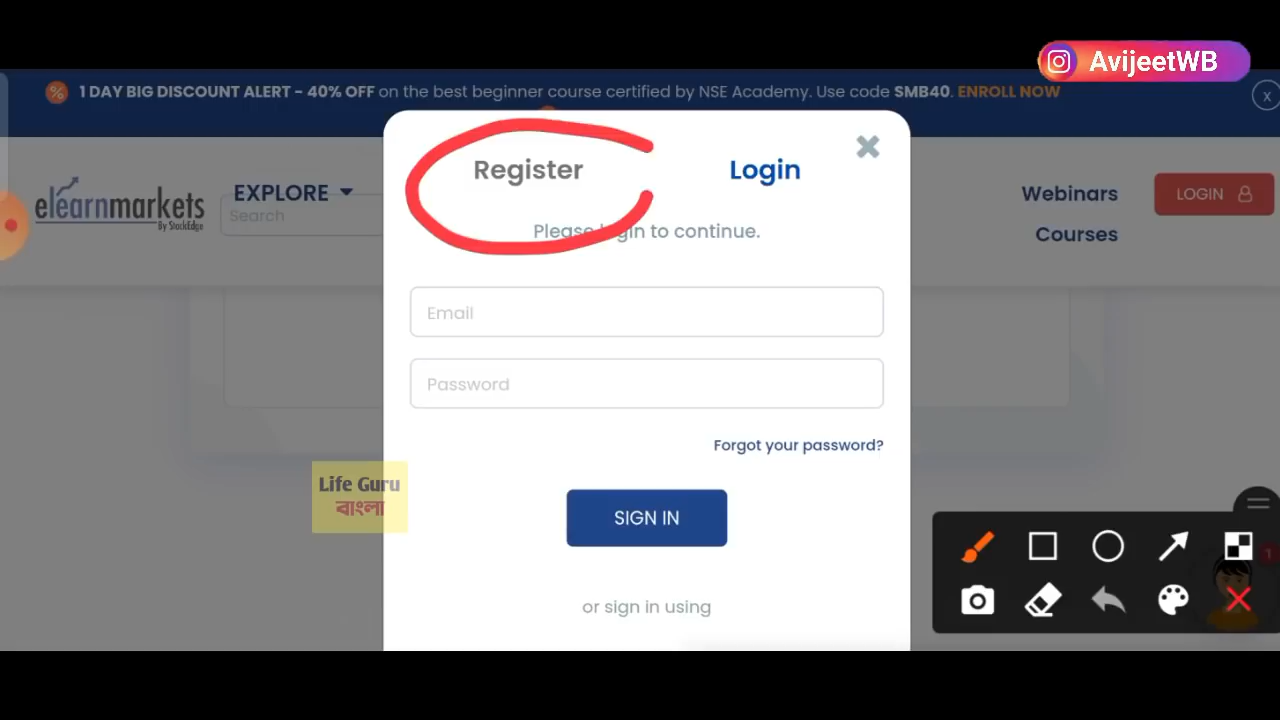 AvijeetWB
1 DAY BIG DISCOUNT ALERT - 40% OFF on the best beginner course certified by NSE Academy. Use code SMB40. ENROLL NOW
x
Register
Login
elearnmarkets
By StockEdge
EXPLORE
Search
Webinars
LOGIN
Courses
Please login to continue.
Email
Password
Forgot your password?
Life Guru
বাংলা
SIGN IN
or sign in using
1